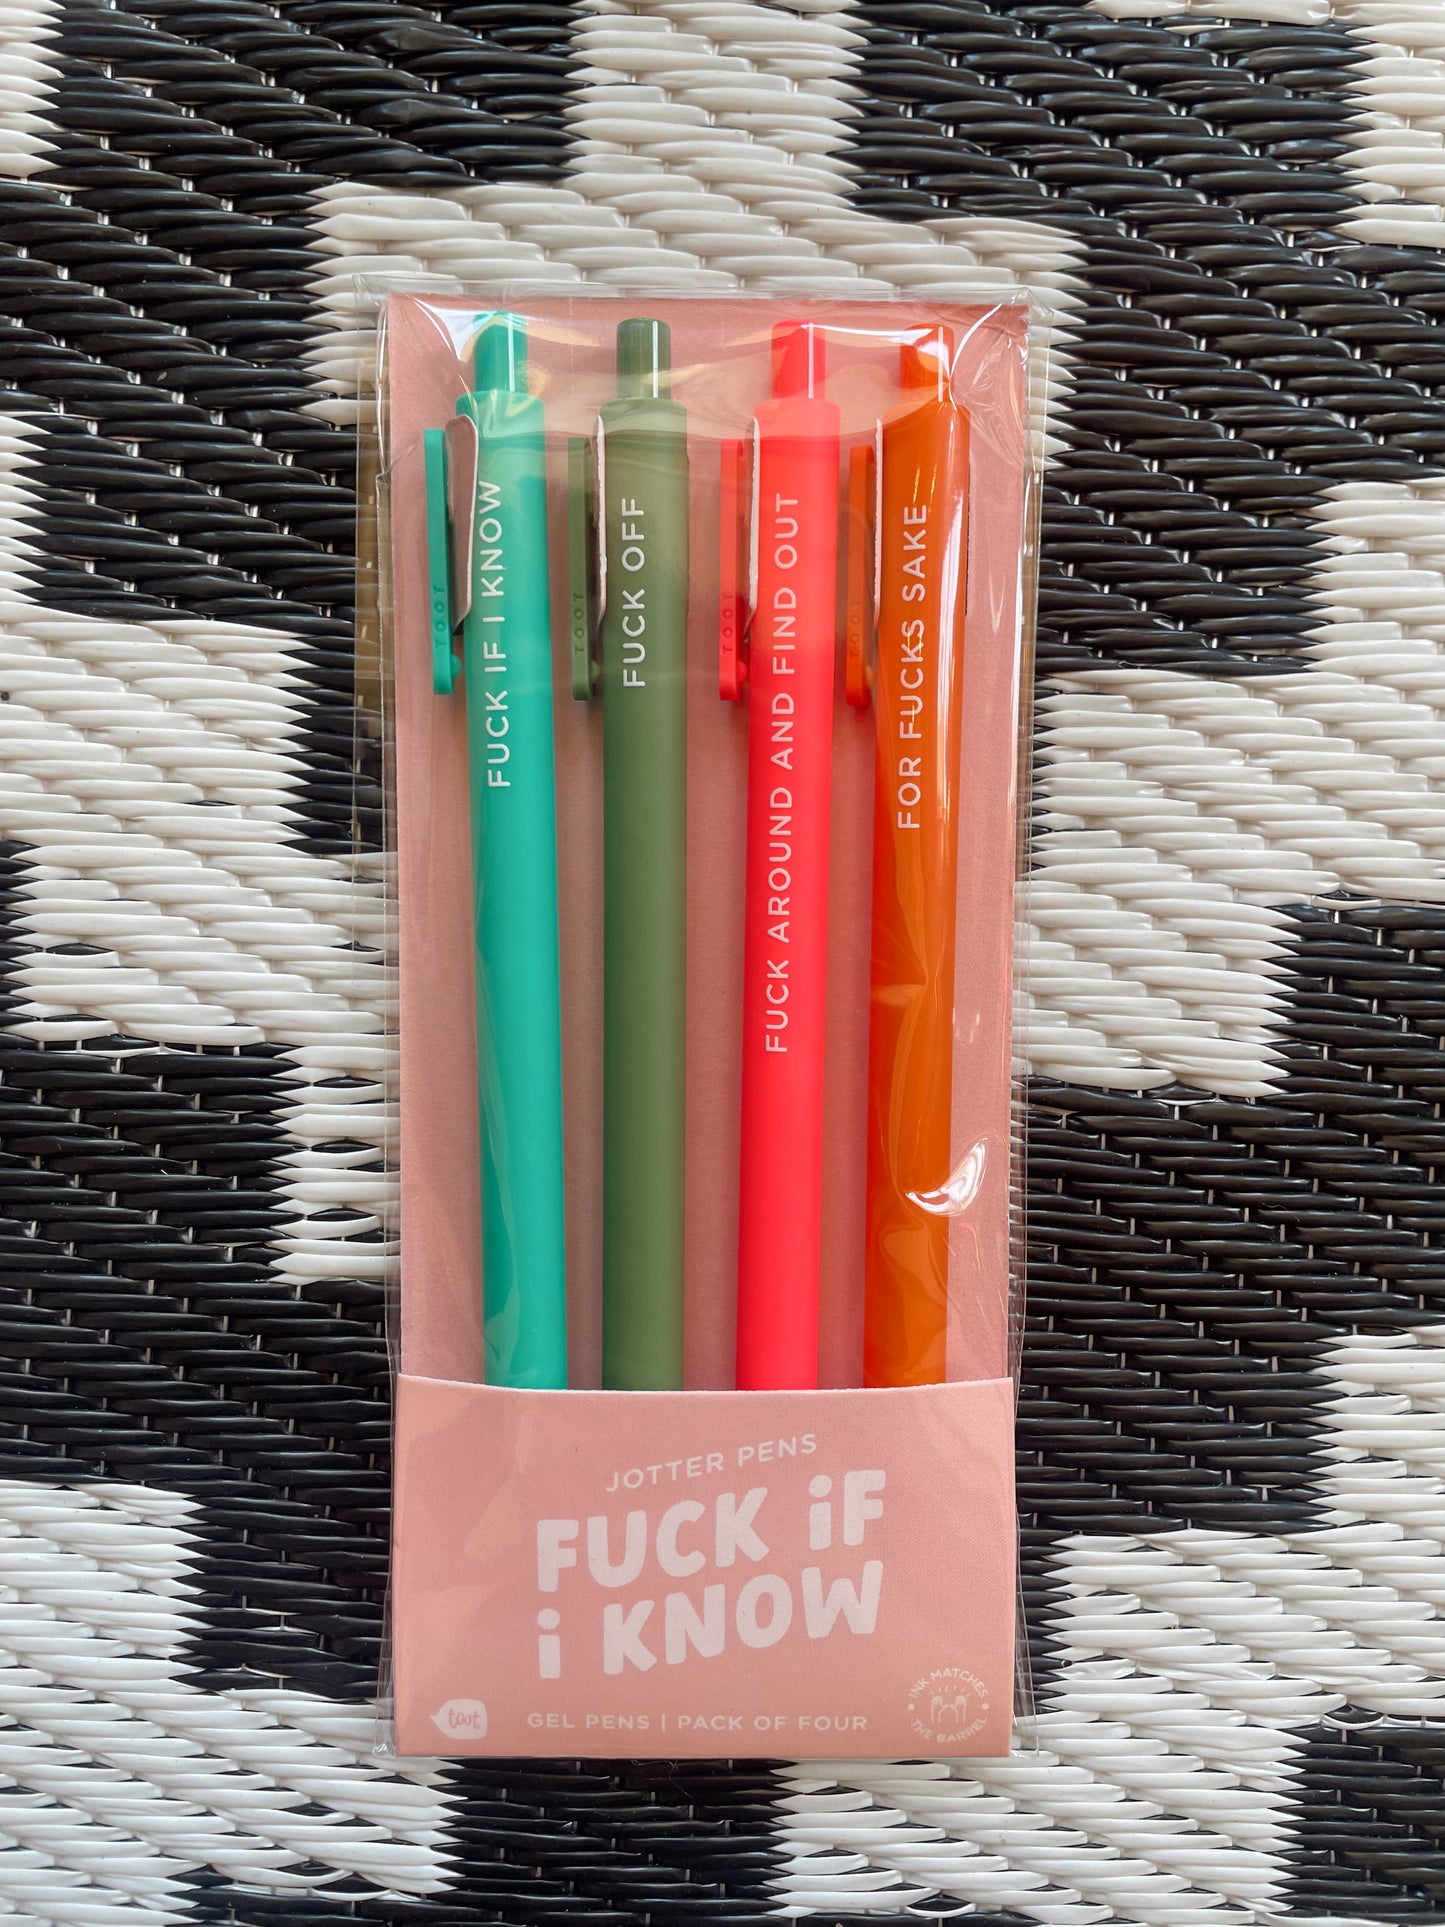 FUCK IF I KNOW
TOOT
FUCK OFF
TOOT
FUCK AROUND AND FIND OUT
TOOT
FOR FUCKS SAKE
TOOT
JOTTER PENS
FUCK iF
i KNOW
toot
GEL PENS | PACK OF FOUR
INK MATCHES
THE BARREL